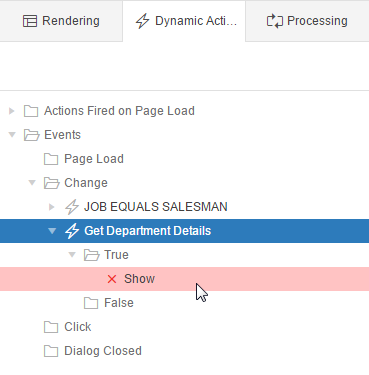 Rendering
Dynamic Acti...
Processing
Actions Fired on Page Load
Events
Page Load
Change
JOB EQUALS SALESMAN
Get Department Details
True
Show
False
Click
Dialog Closed